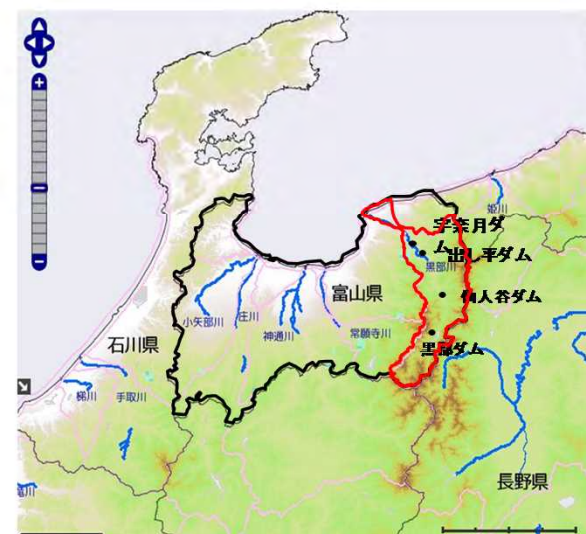 姫川
宇奈月ダ
ム
出し平ダム
黒部川
仙人谷ダム
富山県
小矢部川
庄川
神通川
常願寺川
黒部ダム
石川県
梯川
手取川
長野県